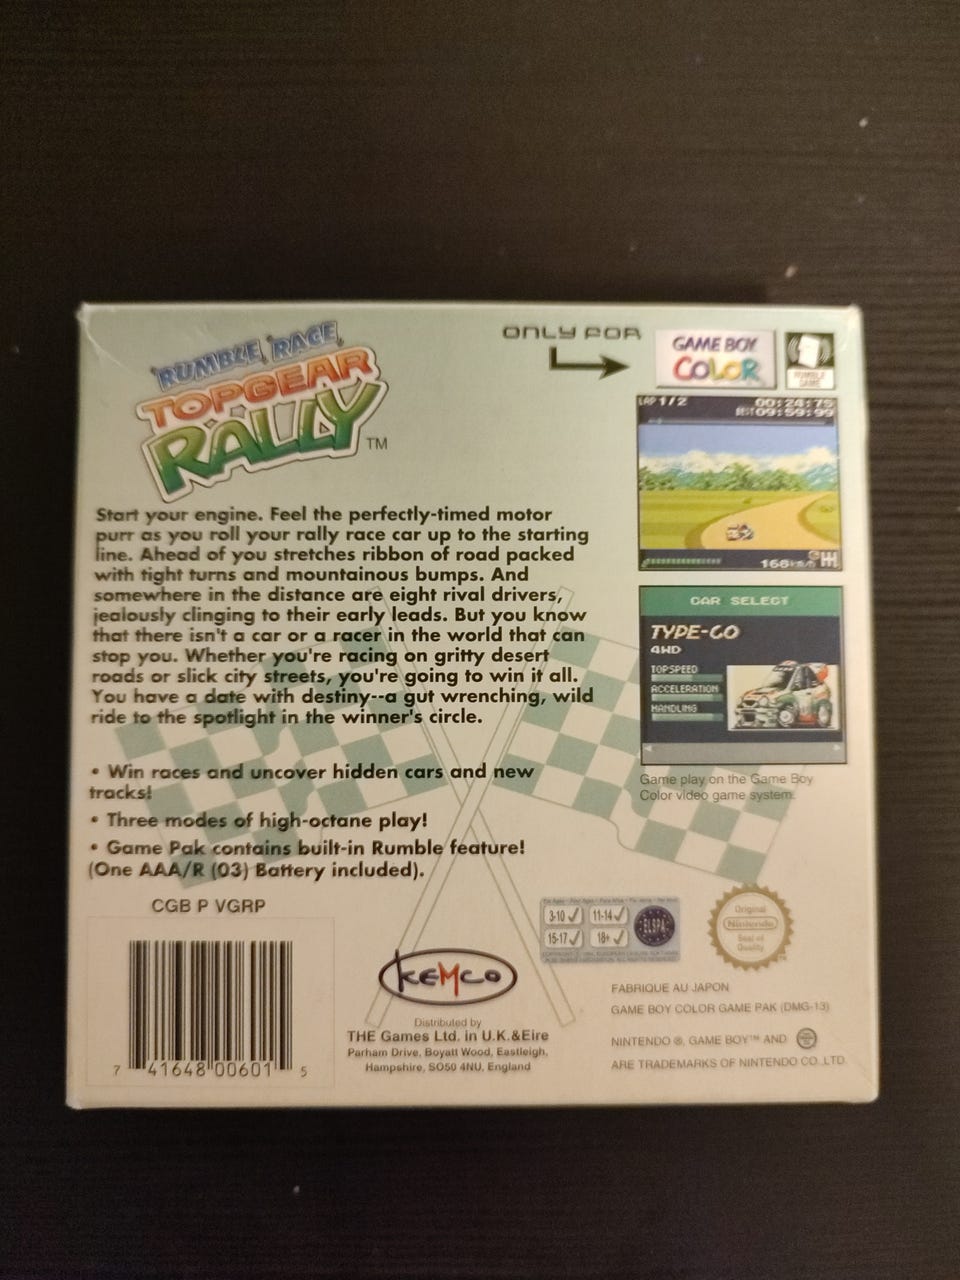 "RUMBLE, RACE,
TOPGEAR
RALLY™
ONLY FOR
GAME BOY
COLOR
RUMBLE
GAME
LAP 1/2
00:24:75
09:59:99
168km/h
Start your engine. Feel the perfectly-timed motor
purr as you roll your rally race car up to the starting
line. Ahead of you stretches ribbon of road packed
with tight turns and mountainous bumps. And
somewhere in the distance are eight rival drivers,
jealously clinging to their early leads. But you know
that there isn't a car or a racer in the world that can
stop you. Whether you're racing on gritty desert
roads or slick city streets, you're going to win it all.
You have a date with destiny--a gut wrenching, wild
ride to the spotlight in the winner's circle.
CAR SELECT
TYPE-CO
4WD
TOPSPEED
ACCELERATION
HANDLING
Game play on the Game Boy
Color video game system.
• Win races and uncover hidden cars and new
tracks!
• Three modes of high-octane play!
• Game Pak contains built-in Rumble feature!
(One AAA/R (03) Battery included).
CGB P VGRP
7 41648 00601 5
KEMCO
Distributed by
THE Games Ltd. in U.K.&Eire
Parham Drive, Boyatt Wood, Eastleigh,
Hampshire, SO50 4NU, England
3-10 ✓ 11-14 ✓
15-17 ✓ 18+ ✓
ELSPA
Original
Nintendo
Seal of
Quality
FABRIQUE AU JAPON
GAME BOY COLOR GAME PAK (DMG-13)
NINTENDO ®, GAME BOY™ AND
ARE TRADEMARKS OF NINTENDO CO.,LTD.